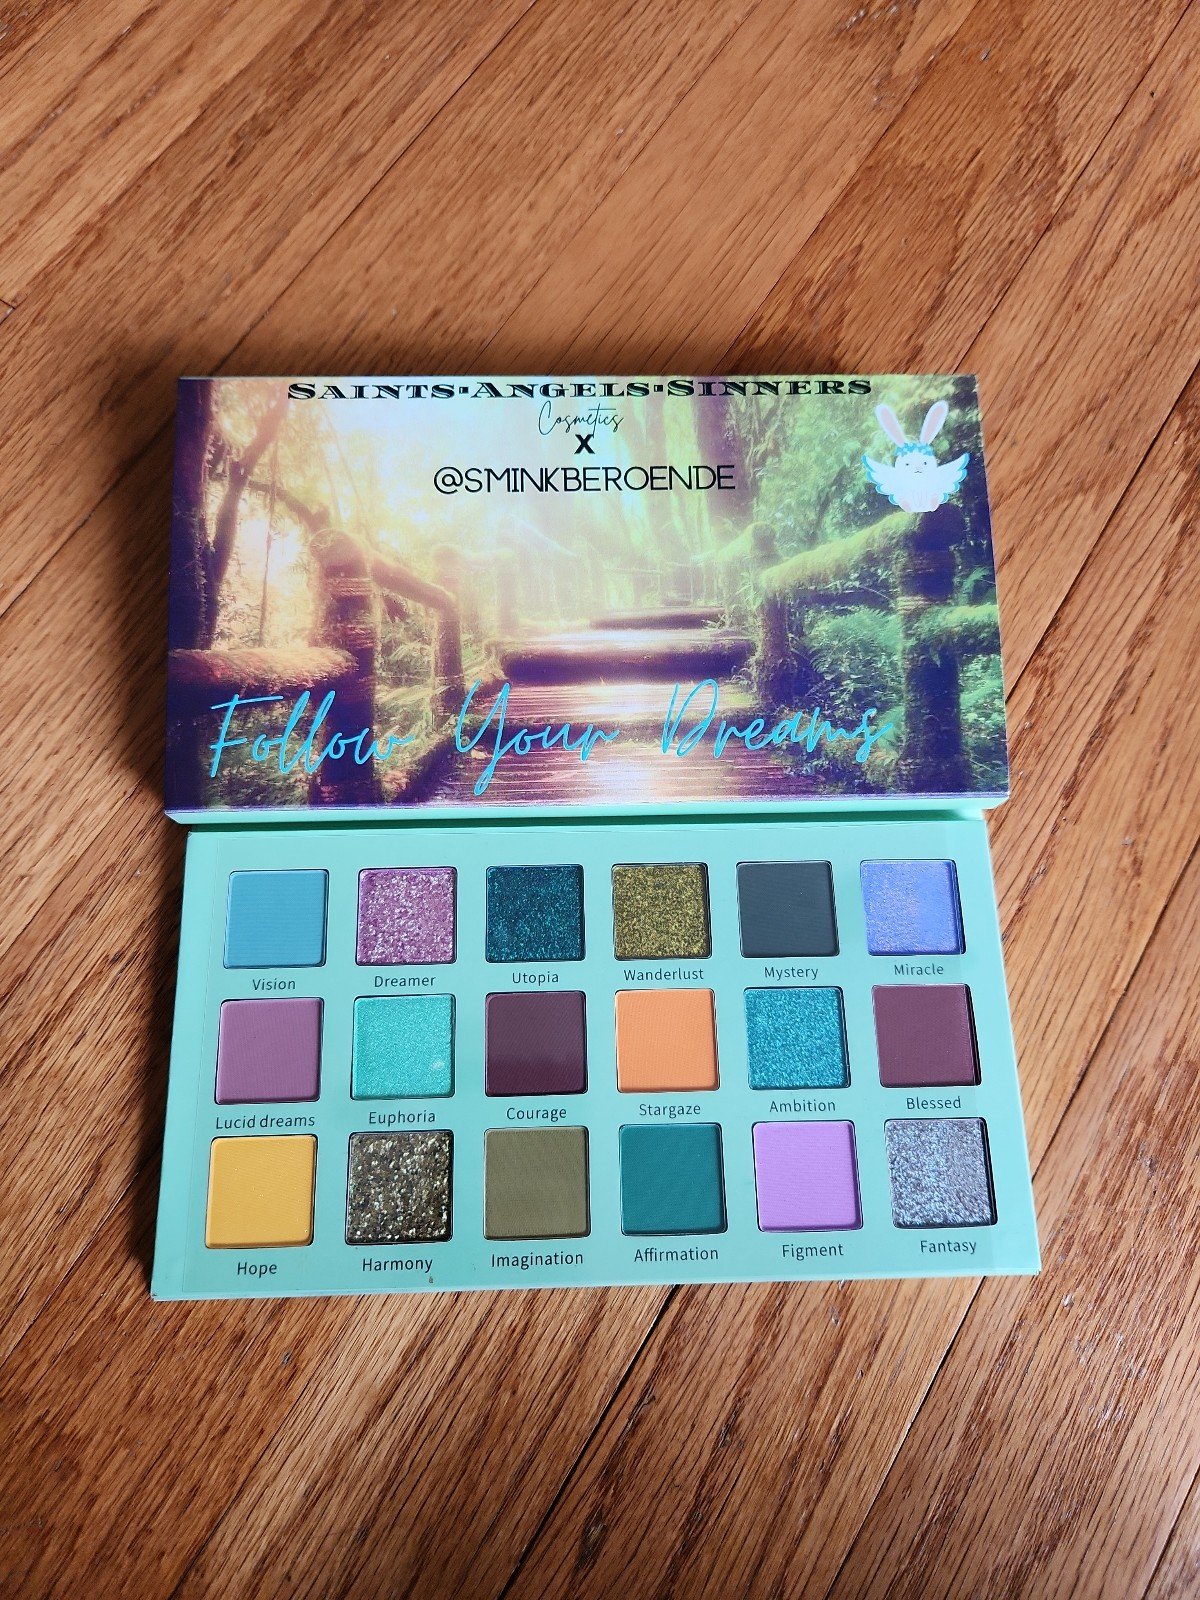 SAINTS-ANGELS-SINNERS
Cosmetics
X
@SMINKBEROENDE
Follow Your Dreams
Vision Dreamer Utopia Wanderlust Mystery Miracle
Lucid dreams Euphoria Courage Stargaze Ambition Blessed
Hope Harmony Imagination Affirmation Figment Fantasy